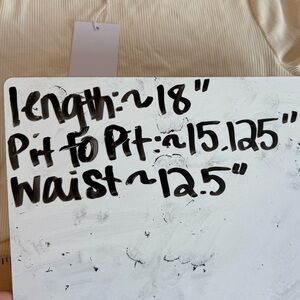 length:~18"
Pit to Pit:~15.125"
Waist~12.5"